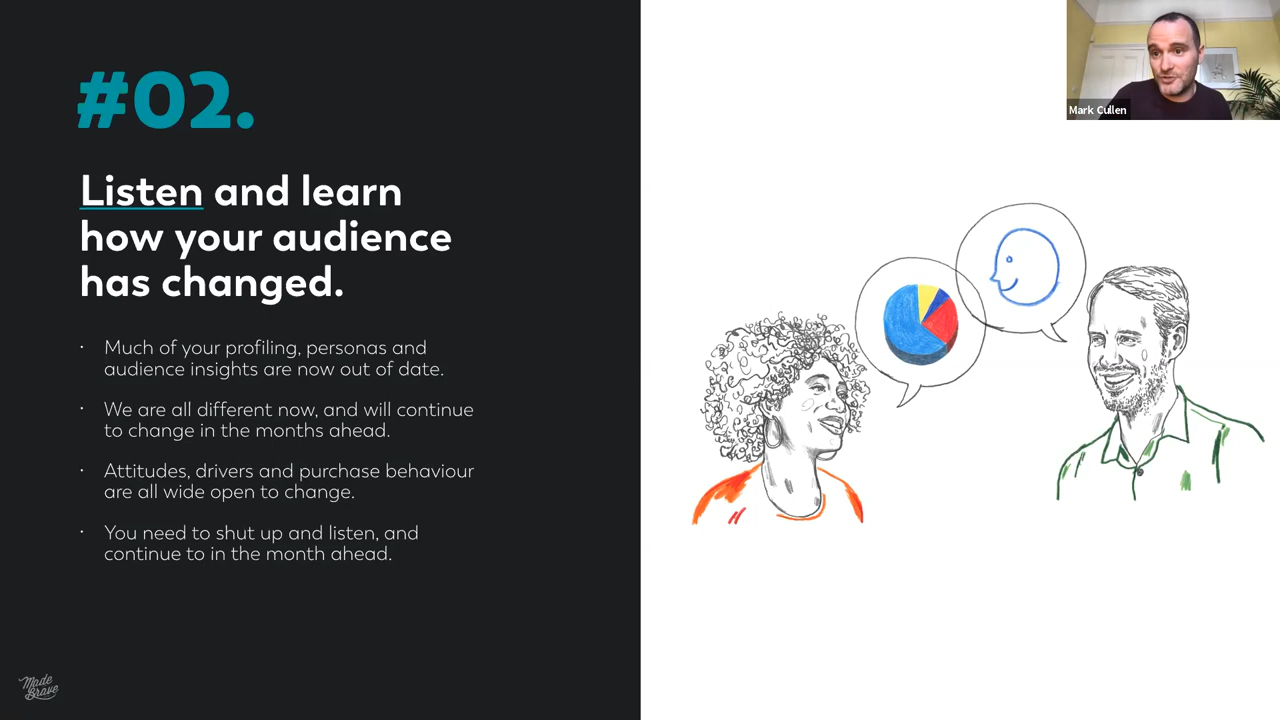 #02.
Listen and learn
how your audience
has changed.
· Much of your profiling, personas and
audience insights are now out of date.
· We are all different now, and will continue
to change in the months ahead.
· Attitudes, drivers and purchase behaviour
are all wide open to change.
· You need to shut up and listen, and
continue to in the month ahead.
Made
Brave
Mark Cullen